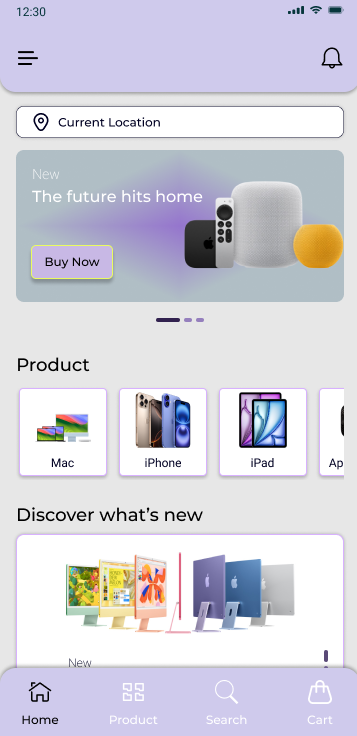 12:30
Current Location
New
The future hits home
Buy Now
Product
Mac
iPhone
iPad
Ap
Discover what's new
New
Home
Product
Search
Cart